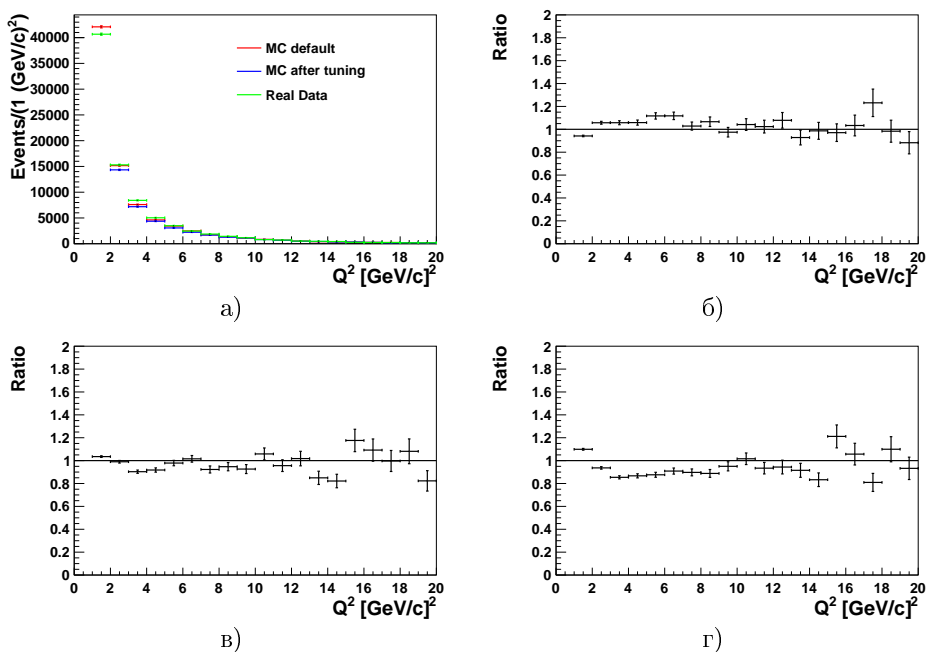 Events/(1 (GeV/c)²)
40000
35000
30000
25000
20000
15000
10000
5000
0
MC default
MC after tuning
Real Data
0 2 4 6 8 10 12 14 16 18 20
Q² [GeV/c]²
а)
Ratio
2
1.8
1.6
1.4
1.2
1
0.8
0.6
0.4
0.2
0
0 2 4 6 8 10 12 14 16 18 20
Q² [GeV/c]²
б)
Ratio
2
1.8
1.6
1.4
1.2
1
0.8
0.6
0.4
0.2
0
0 2 4 6 8 10 12 14 16 18 20
Q² [GeV/c]²
в)
Ratio
2
1.8
1.6
1.4
1.2
1
0.8
0.6
0.4
0.2
0
0 2 4 6 8 10 12 14 16 18 20
Q² [GeV/c]²
г)